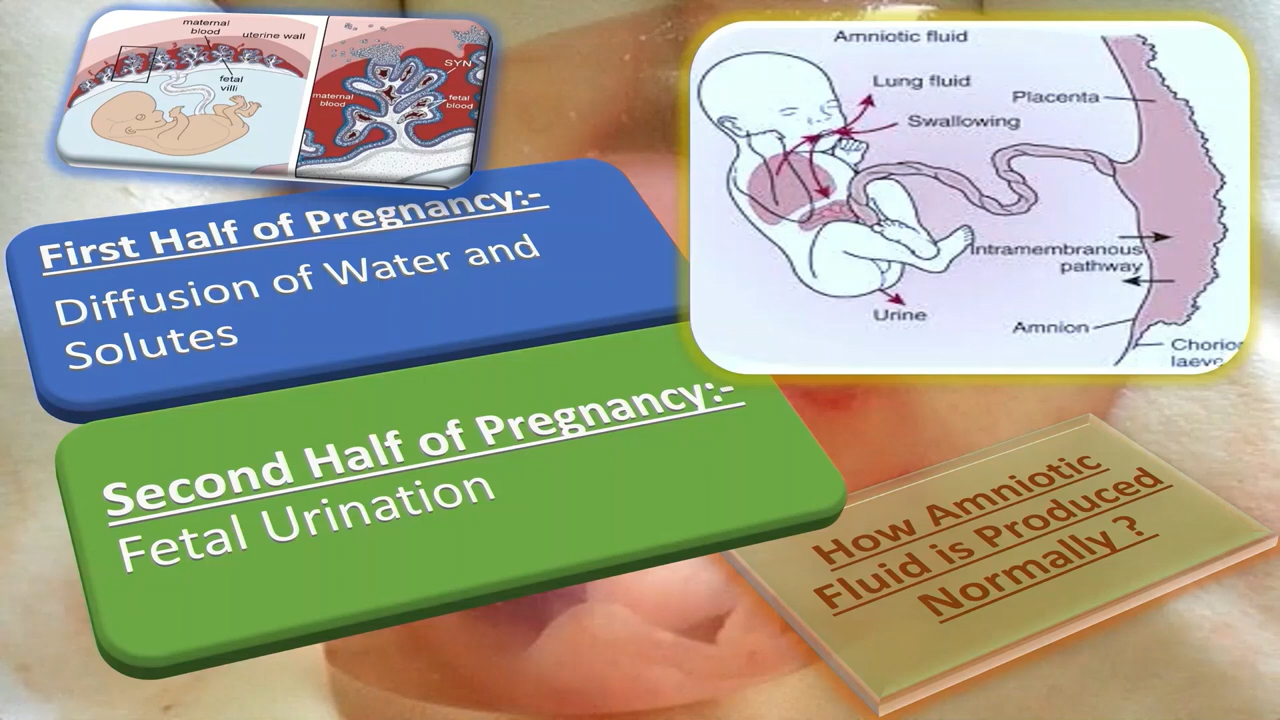 maternal
blood
uterine wall
fetal
villi
SYN
maternal
blood
fetal
blood
Amniotic fluid
Lung fluid
Placenta
Swallowing
Intramembranous
pathway
Urine
Amnion
Chorion
laeve
First Half of Pregnancy:-
Diffusion of Water and
Solutes
Second Half of Pregnancy:-
Fetal Urination
How Amniotic
Fluid is Produced
Normally ?